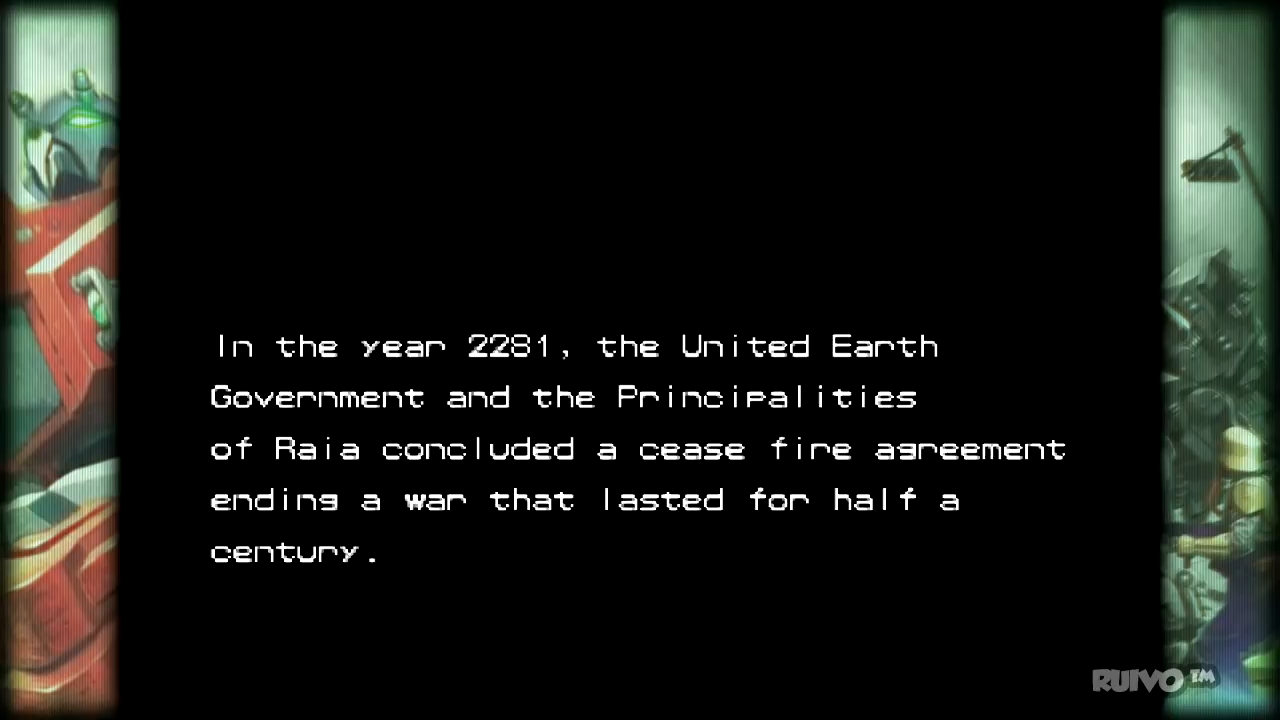 In the year 2281, the United Earth
Government and the Principalities
of Raia concluded a cease fire agreement
ending a war that lasted for half a
century.
RUIVO™